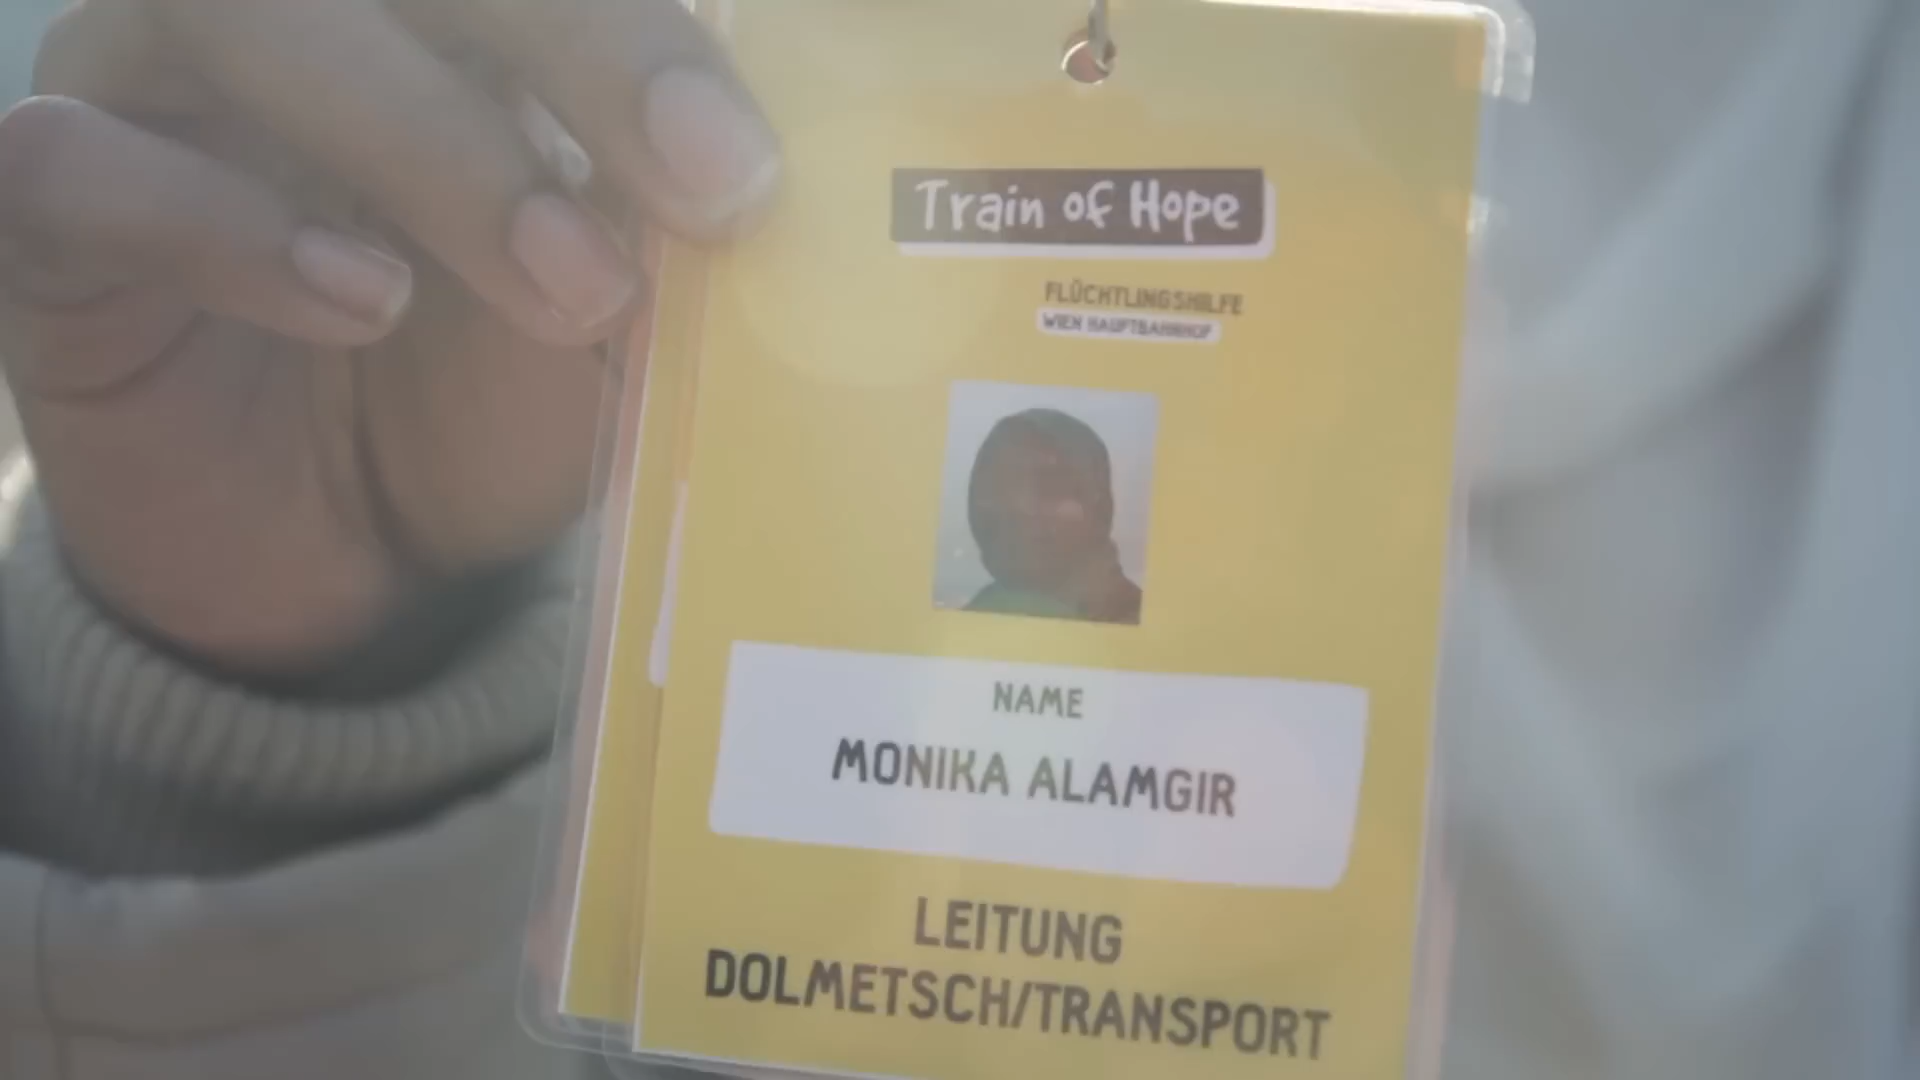 Train of Hope
FLÜCHTLINGSHILFE
WIEN HAUPTBAHNHOF
NAME
MONIKA ALAMGIR
LEITUNG
DOLMETSCH/TRANSPORT